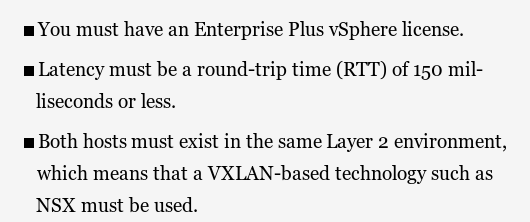 ■ You must have an Enterprise Plus vSphere license.
■ Latency must be a round-trip time (RTT) of 150 mil-
liseconds or less.
■ Both hosts must exist in the same Layer 2 environment,
which means that a VXLAN-based technology such as
NSX must be used.